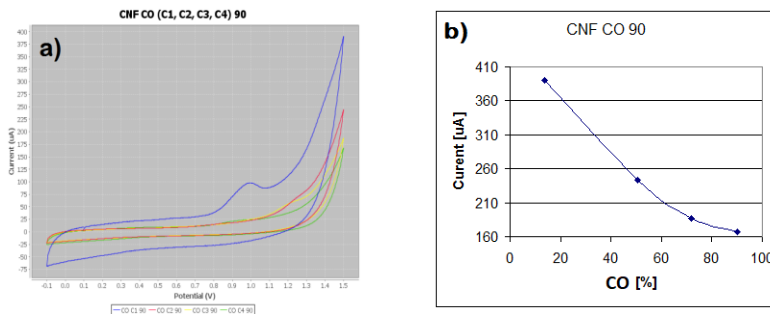 CNF CO (C1, C2, C3, C4) 90
a)
400
375
350
325
300
275
250
225
200
175
150
125
100
75
50
25
0
-25
-50
-75
Current (uA)
-0.1 0.0 0.1 0.2 0.3 0.4 0.5 0.6 0.7 0.8 0.9 1.0 1.1 1.2 1.3 1.4 1.5
Potential (V)
CO C1 90 CO C2 90 CO C3 90 CO C4 90
b)
CNF CO 90
410
360
310
260
210
160
Curent [uA]
0 20 40 60 80 100
CO [%]